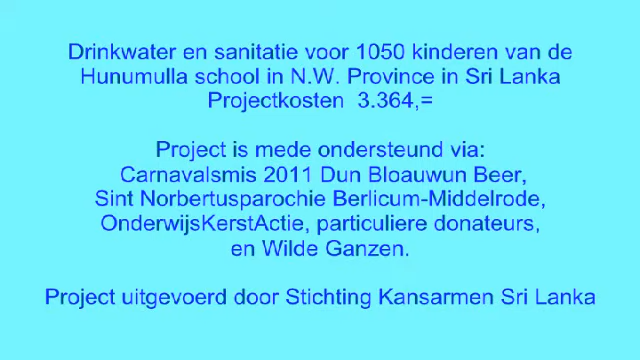 Drinkwater en sanitatie voor 1050 kinderen van de
Hunumulla school in N.W. Province in Sri Lanka
Projectkosten 3.364,=
Project is mede ondersteund via:
Carnavalsmis 2011 Dun Bloauwun Beer,
Sint Norbertusparochie Berlicum-Middelrode,
OnderwijsKerstActie, particuliere donateurs,
en Wilde Ganzen.
Project uitgevoerd door Stichting Kansarmen Sri Lanka